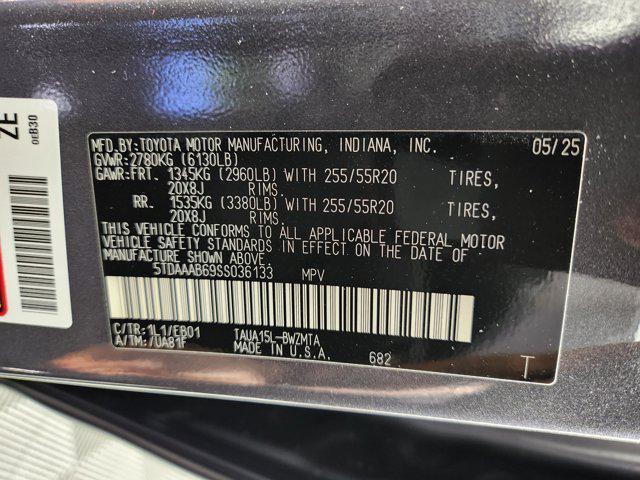 ZE
0EB30
MFD.BY:TOYOTA MOTOR MANUFACTURING, INDIANA, INC. 05/25
GVWR:2780KG (6130LB)
GAWR:FRT. 1345KG (2960LB) WITH 255/55R20 TIRES,
20X8J RIMS
RR. 1535KG (3380LB) WITH 255/55R20 TIRES,
20X8J RIMS
THIS VEHICLE CONFORMS TO ALL APPLICABLE FEDERAL MOTOR
VEHICLE SAFETY STANDARDS IN EFFECT ON THE DATE OF
MANUFACTURE SHOWN ABOVE.
5TDAAAB69SS036133 MPV
C/TR:1L1/EB01 TAUA15L-BWZMTA
A/TM:/UA81F MADE IN U.S.A. 682 T